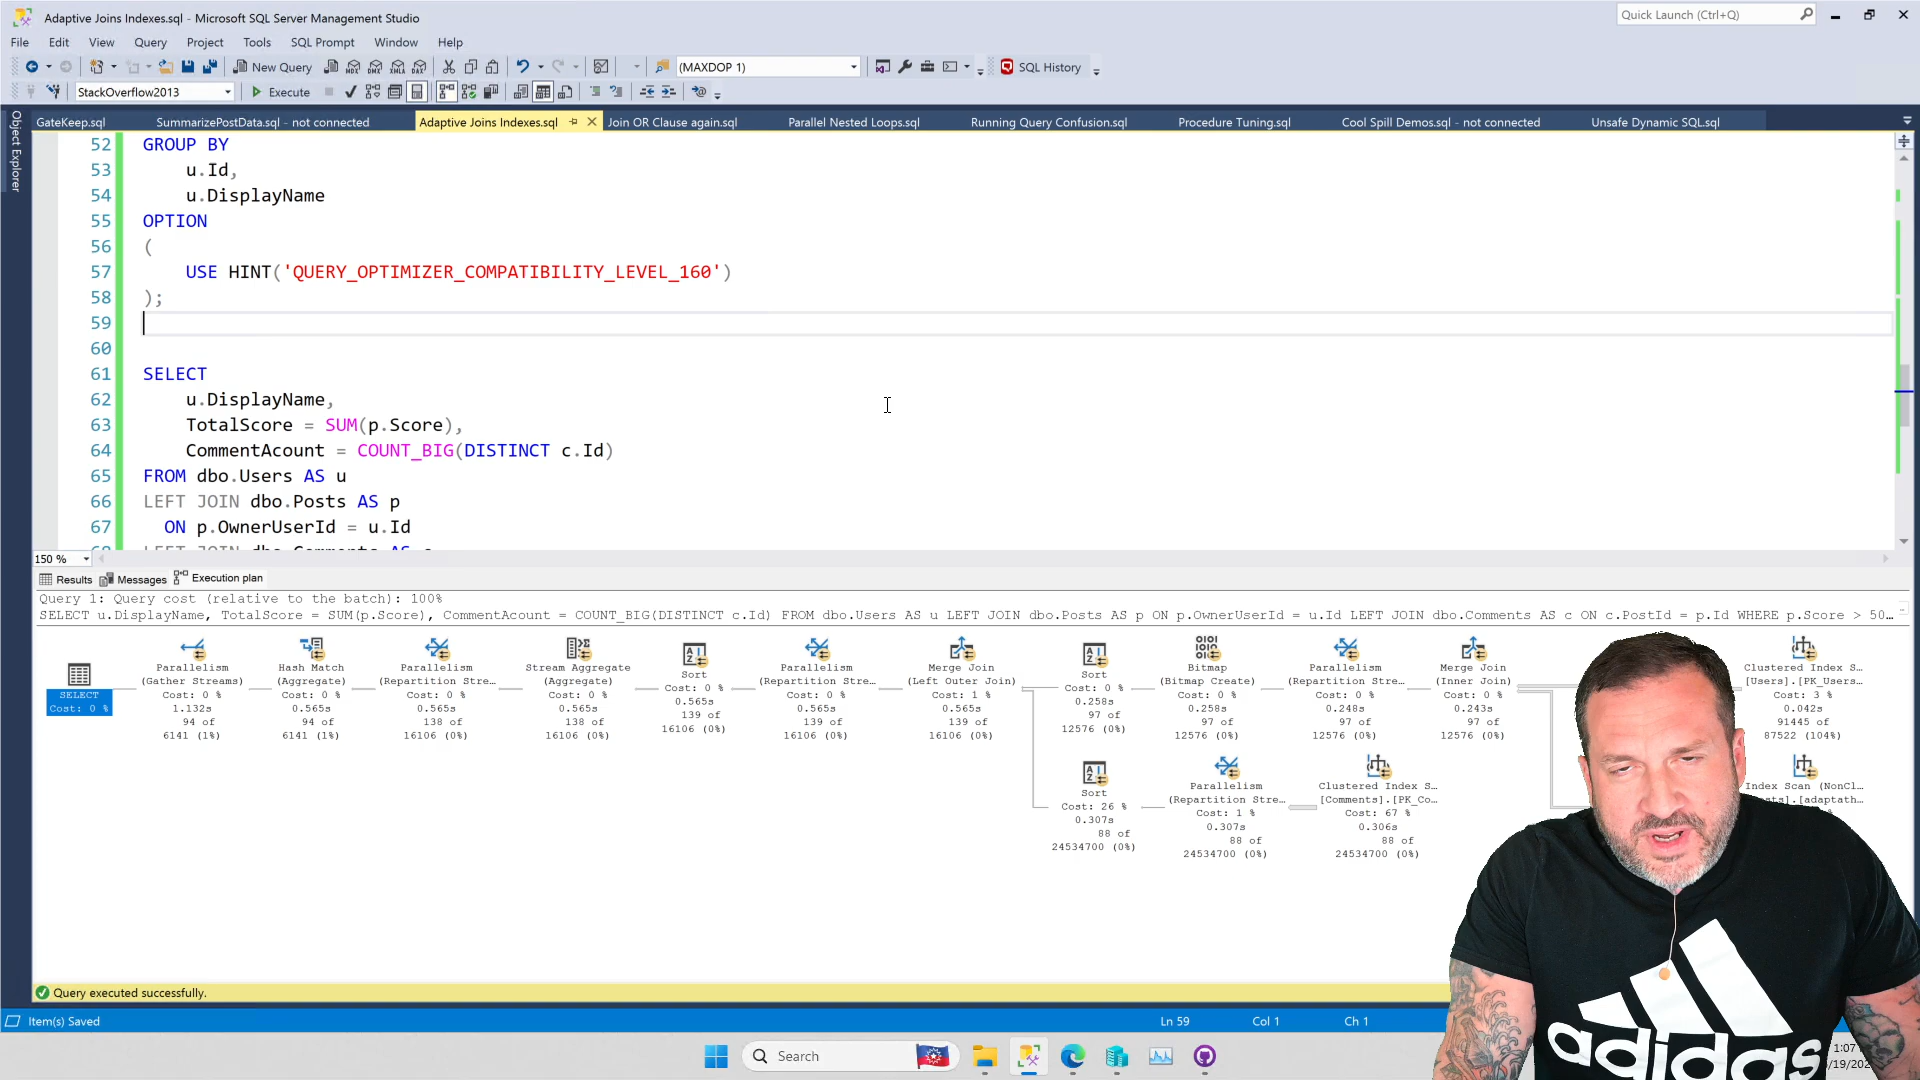 Adaptive Joins Indexes.sql - Microsoft SQL Server Management Studio
Quick Launch (Ctrl+Q)
File Edit View Query Project Tools SQL Prompt Window Help
New Query (MAXDOP 1) SQL History
StackOverflow2013 Execute
Object Explorer
GateKeep.sql SummarizePostData.sql - not connected Adaptive Joins Indexes.sql Join OR Clause again.sql Parallel Nested Loops.sql Running Query Confusion.sql Procedure Tuning.sql Cool Spill Demos.sql - not connected Unsafe Dynamic SQL.sql
52 GROUP BY
53 u.Id,
54 u.DisplayName
55 OPTION
56 (
57 USE HINT('QUERY_OPTIMIZER_COMPATIBILITY_LEVEL_160')
58 );
59
60
61 SELECT
62 u.DisplayName,
63 TotalScore = SUM(p.Score),
64 CommentAcount = COUNT_BIG(DISTINCT c.Id)
65 FROM dbo.Users AS u
66 LEFT JOIN dbo.Posts AS p
67 ON p.OwnerUserId = u.Id
68 LEFT JOIN dbo.Comments AS c
150 %
Results Messages Execution plan
Query 1: Query cost (relative to the batch): 100%
SELECT u.DisplayName, TotalScore = SUM(p.Score), CommentAcount = COUNT_BIG(DISTINCT c.Id) FROM dbo.Users AS u LEFT JOIN dbo.Posts AS p ON p.OwnerUserId = u.Id LEFT JOIN dbo.Comments AS c ON c.PostId = p.Id WHERE p.Score > 50...
SELECT
Cost: 0 %
Parallelism
(Gather Streams)
Cost: 0 %
1.132s
94 of
6141 (1%)
Hash Match
(Aggregate)
Cost: 0 %
0.565s
94 of
6141 (1%)
Parallelism
(Repartition Stre...
Cost: 0 %
0.565s
138 of
16106 (0%)
Stream Aggregate
(Aggregate)
Cost: 0 %
0.565s
138 of
16106 (0%)
Sort
Cost: 0 %
0.565s
139 of
16106 (0%)
Parallelism
(Repartition Stre...
Cost: 0 %
0.565s
139 of
16106 (0%)
Merge Join
(Left Outer Join)
Cost: 1 %
0.565s
139 of
16106 (0%)
Sort
Cost: 0 %
0.258s
97 of
12576 (0%)
Bitmap
(Bitmap Create)
Cost: 0 %
0.258s
97 of
12576 (0%)
Parallelism
(Repartition Stre...
Cost: 0 %
0.248s
97 of
12576 (0%)
Merge Join
(Inner Join)
Cost: 0 %
0.243s
97 of
12576 (0%)
Clustered Index S...
[Users].[PK_Users...
Cost: 3 %
0.042s
91445 of
87522 (104%)
Sort
Cost: 26 %
0.307s
88 of
24534700 (0%)
Parallelism
(Repartition Stre...
Cost: 1 %
0.307s
88 of
24534700 (0%)
Clustered Index S...
[Comments].[PK_Co...
Cost: 67 %
0.306s
88 of
24534700 (0%)
Index Scan (NonCl...
Query executed successfully.
Item(s) Saved Ln 59 Col 1 Ch 1
Search
adidas